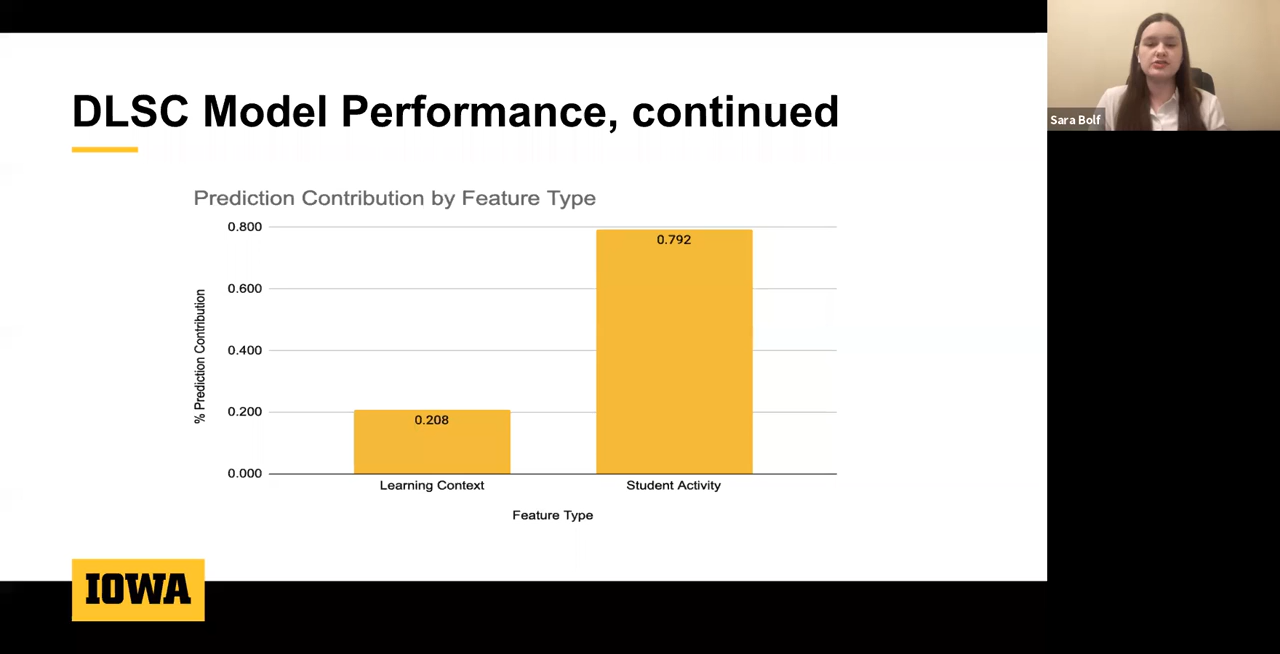 DLSC Model Performance, continued
Prediction Contribution by Feature Type
0.800
0.600
0.400
0.200
0.000
% Prediction Contribution
0.208
0.792
Learning Context
Student Activity
Feature Type
IOWA
Sara Bolf